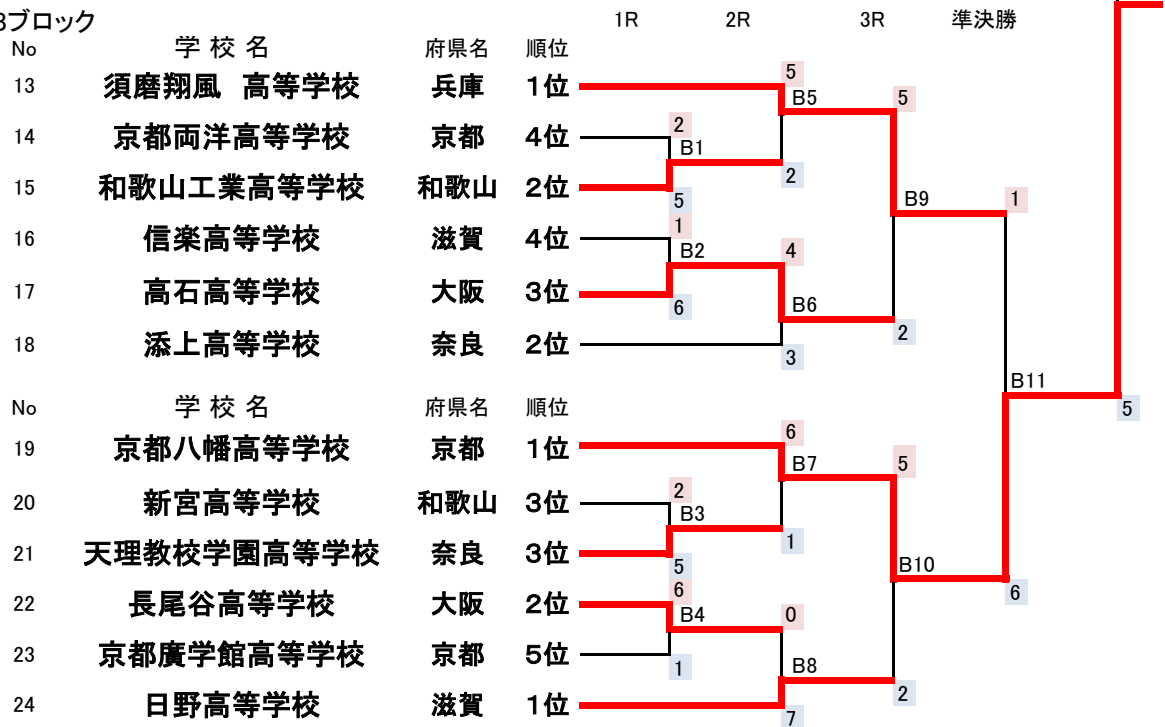 Bブロック 1R 2R 3R 準決勝
No 学 校 名 府県名 順位
13 須磨翔風 高等学校 兵庫 1位 5
B5 5
14 京都両洋高等学校 京都 4位 2
B1
15 和歌山工業高等学校 和歌山 2位 5 2
B9 1
16 信楽高等学校 滋賀 4位 1
B2 4
17 高石高等学校 大阪 3位 6
B6 2
18 添上高等学校 奈良 2位 3
B11
No 学 校 名 府県名 順位 5
19 京都八幡高等学校 京都 1位 6
B7 5
20 新宮高等学校 和歌山 3位 2
B3
21 天理教校学園高等学校 奈良 3位 5 1
B10 6
22 長尾谷高等学校 大阪 2位 6
B4 0
23 京都廣学館高等学校 京都 5位 1
B8 2
24 日野高等学校 滋賀 1位 7